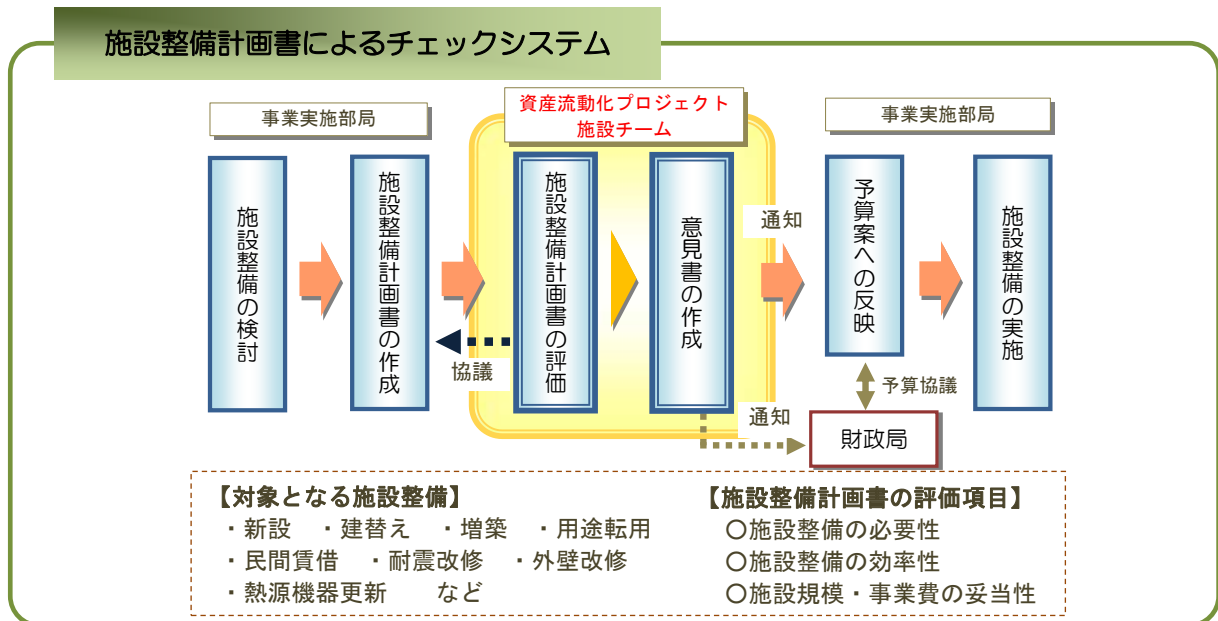 施設整備計画書によるチェックシステム
事業実施部局
資産流動化プロジェクト
施設チーム
事業実施部局
施設整備の検討
施設整備計画書の作成
施設整備計画書の評価
意見書の作成
通知
予算案への反映
施設整備の実施
協議
予算協議
通知
財政局
【対象となる施設整備】
・新設 ・建替え ・増築 ・用途転用
・民間賃借 ・耐震改修 ・外壁改修
・熱源機器更新 など
【施設整備計画書の評価項目】
〇施設整備の必要性
〇施設整備の効率性
〇施設規模・事業費の妥当性